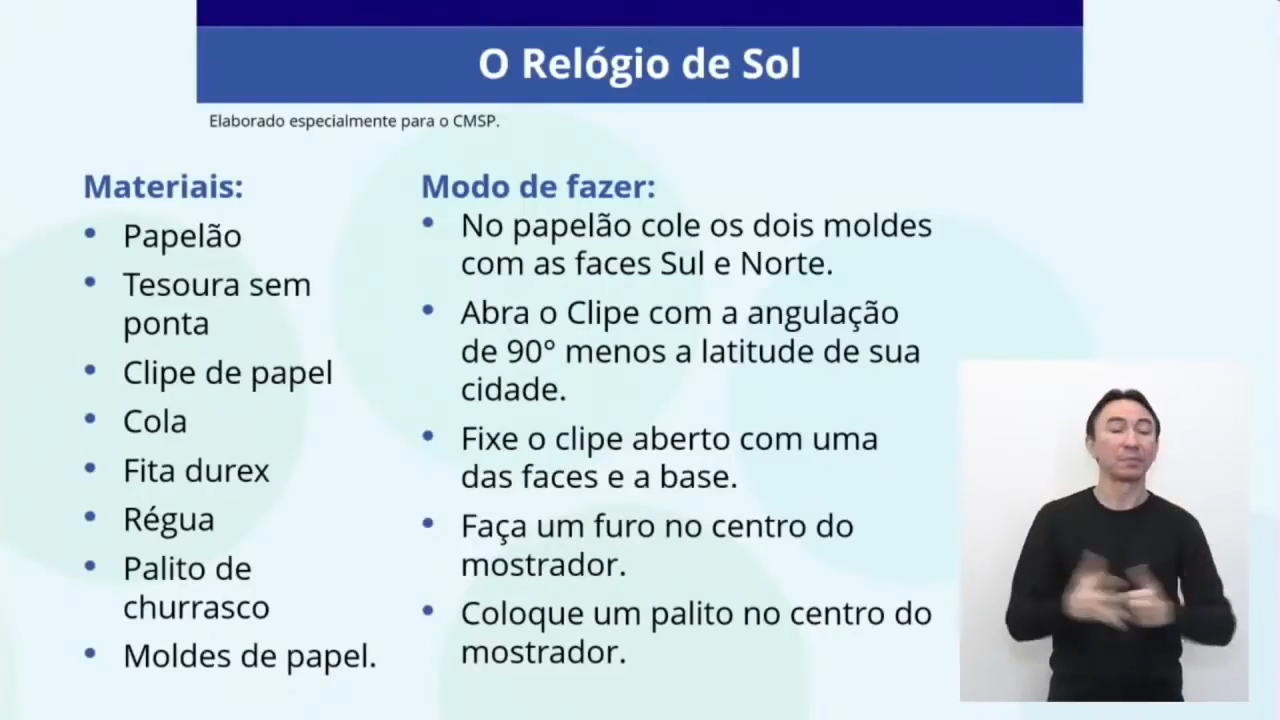 O Relógio de Sol
Elaborado especialmente para o CMSP.
Materiais:
Papelão
Tesoura sem
ponta
Clipe de papel
Cola
Fita durex
Régua
Palito de
churrasco
Moldes de papel.
Modo de fazer:
No papelão cole os dois moldes
com as faces Sul e Norte.
Abra o Clipe com a angulação
de 90° menos a latitude de sua
cidade.
Fixe o clipe aberto com uma
das faces e a base.
Faça um furo no centro do
mostrador.
Coloque um palito no centro do
mostrador.